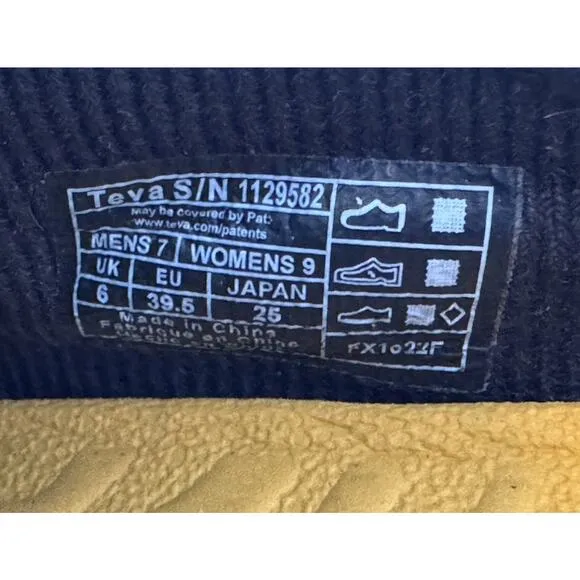 Teva S/N 1129582
May be covered by Pat:
www.teva.com/patents
MENS 7 WOMENS 9
UK EU JAPAN
6 39.5 25
Made in China
Fabrique en Chine